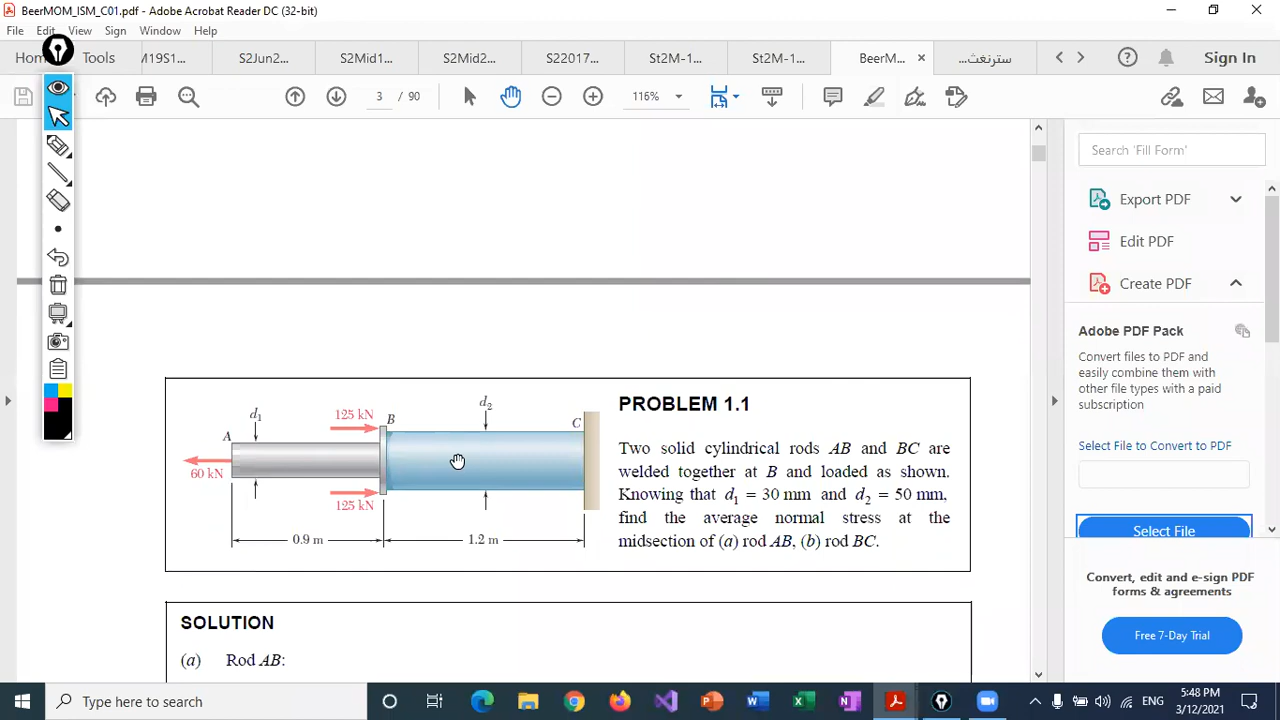 BeerMOM_ISM_C01.pdf - Adobe Acrobat Reader DC (32-bit)
File Edit View Sign Window Help
Tools
S2Jun2... S2Mid1... S2Mid2... S22017... St2M-1... St2M-1... BeerM... × سترنغث... Sign In
3 / 90 116%
Search 'Fill Form'
Export PDF
Edit PDF
Create PDF
Adobe PDF Pack
Convert files to PDF and
easily combine them with
other file types with a paid
subscription
Select File to Convert to PDF
Select File
Convert, edit and e-sign PDF
forms & agreements
Free 7-Day Trial
125 kN B d2 C
d1
A
60 kN
125 kN
0.9 m 1.2 m
PROBLEM 1.1
Two solid cylindrical rods AB and BC are
welded together at B and loaded as shown.
Knowing that d1 = 30 mm and d2 = 50 mm,
find the average normal stress at the
midsection of (a) rod AB, (b) rod BC.
SOLUTION
(a) Rod AB:
Type here to search
ENG
5:48 PM
3/12/2021